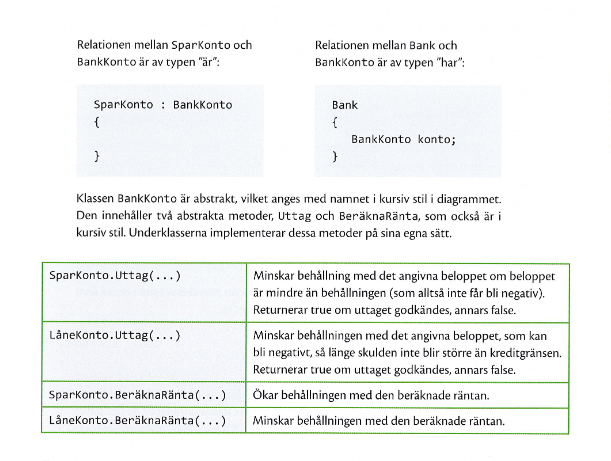 Relationen mellan SparKonto och
BankKonto är av typen "är":
SparKonto : BankKonto
{
}
Relationen mellan Bank och
BankKonto är av typen "har":
Bank
{
BankKonto konto;
}
Klassen BankKonto är abstrakt, vilket anges med namnet i kursiv stil i diagrammet.
Den innehåller två abstrakta metoder, Uttag och BeräknaRänta, som också är i
kursiv stil. Underklasserna implementerar dessa metoder på sina egna sätt.
SparKonto.Uttag(...)
Minskar behållning med det angivna beloppet om beloppet
är mindre än behållningen (som alltså inte får bli negativ).
Returnerar true om uttaget godkändes, annars false.
LåneKonto.Uttag(...)
Minskar behållningen med det angivna beloppet, som kan
bli negativt, så länge skulden inte blir större än kreditgränsen.
Returnerar true om uttaget godkändes, annars false.
SparKonto.BeräknaRänta(...)
Ökar behållningen med den beräknade räntan.
LåneKonto.BeräknaRänta(...)
Minskar behållningen med den beräknade räntan.